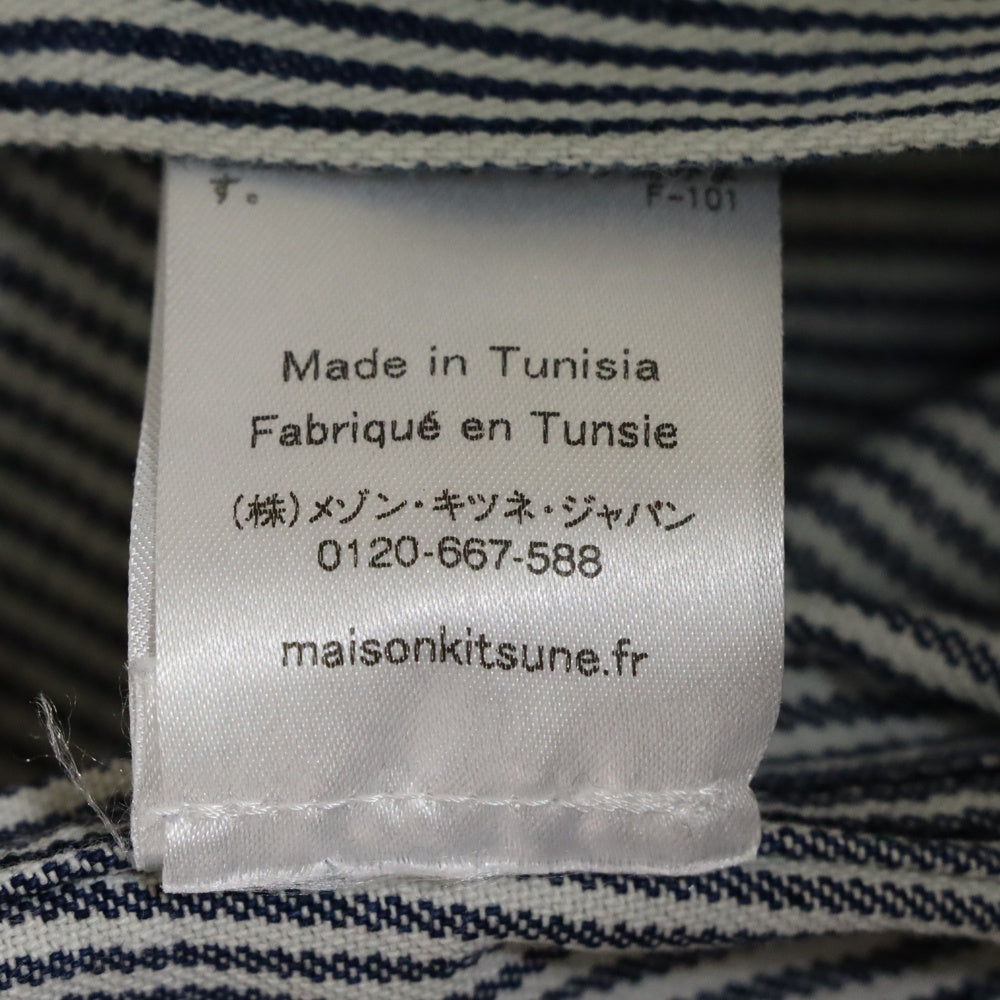 す。 F-101
Made in Tunisia
Fabriqué en Tunsie
(株)メゾン・キツネ・ジャパン
0120-667-588
maisonkitsune.fr